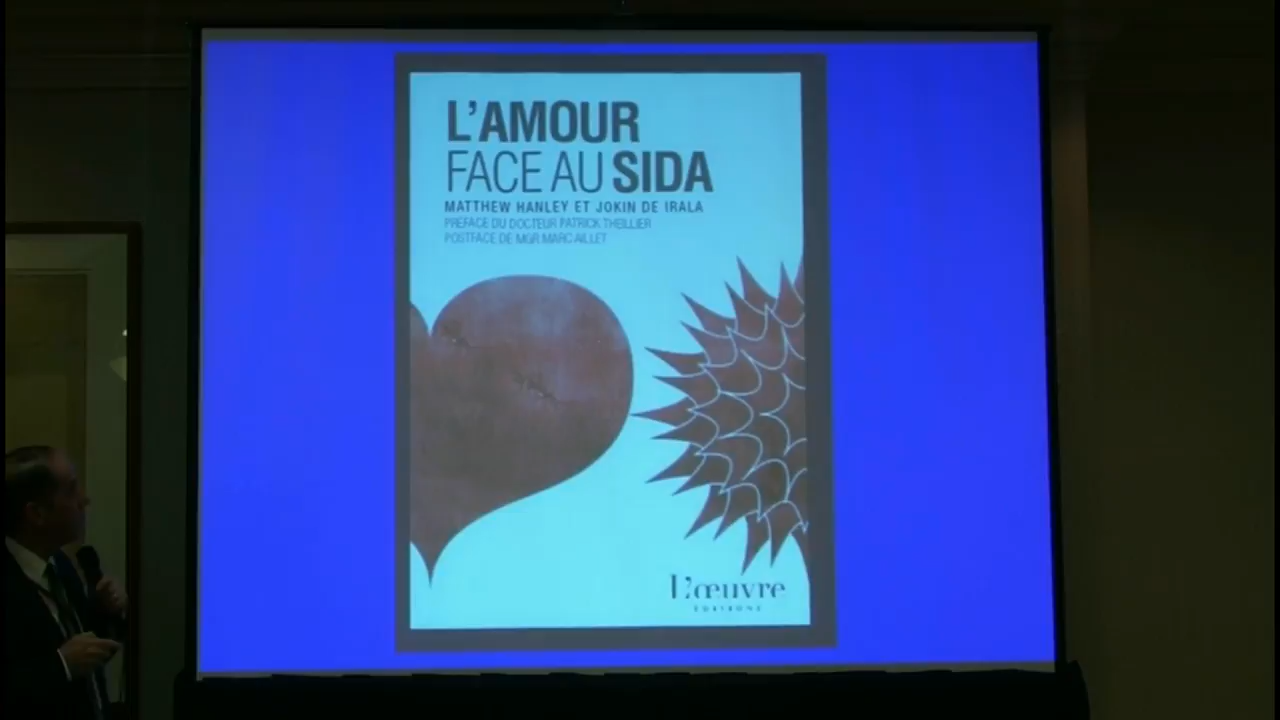 L'AMOUR
FACE AU SIDA
MATTHEW HANLEY ET JOKIN DE IRALA
PRÉFACE DU DOCTEUR PATRICK THEILLIER
POSTFACE DE MGR MARC AILLET
L'œuvre
ÉDITIONS